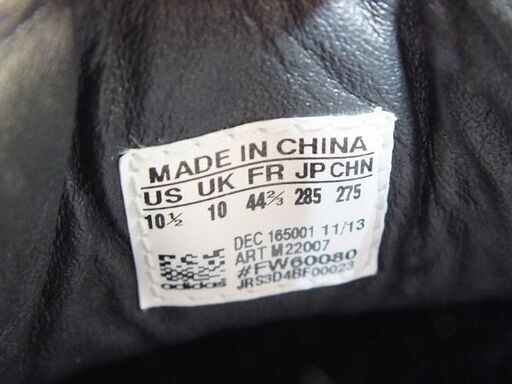 MADE IN CHINA
US UK FR JP CHN
10½ 10 44⅔ 285 275
DEC 165001 11/13
ART M22007
#FW60080
JRS3D4BF00023
adidas